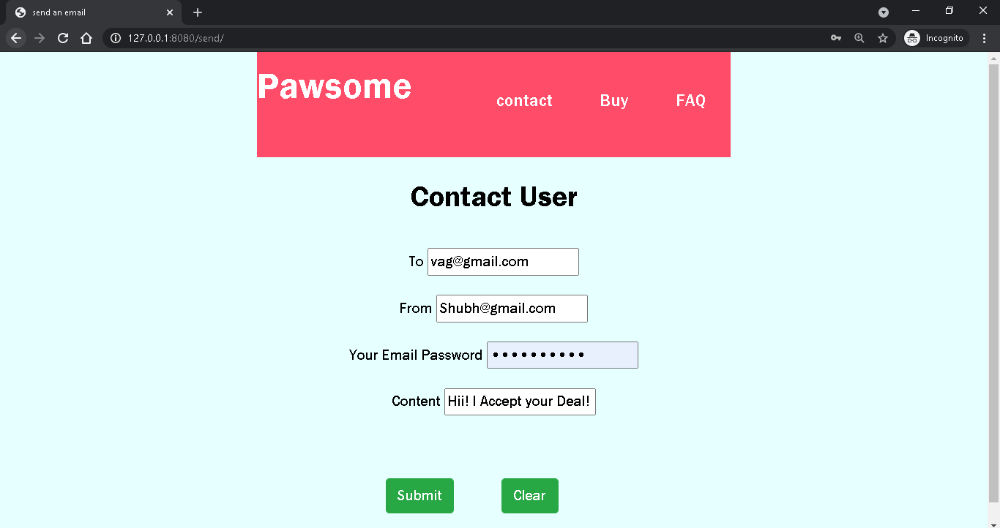 send an email
127.0.0.1:8080/send/
Incognito
Pawsome
contact Buy FAQ
Contact User
To vag@gmail.com
From Shubh@gmail.com
Your Email Password ••••••••••
Content Hii! I Accept your Deal!
Submit Clear